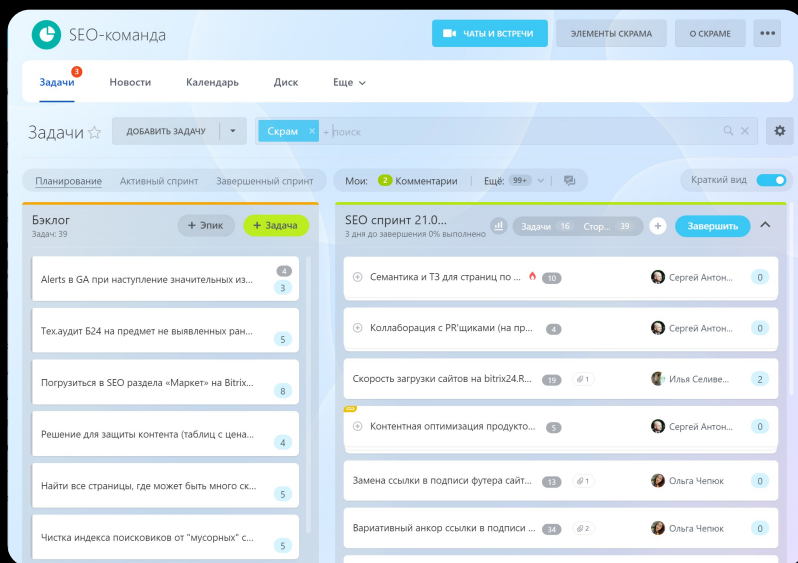 SEO-команда
ЧАТЫ И ВСТРЕЧИ
ЭЛЕМЕНТЫ СКРАМА
О СКРАМЕ
Задачи 3
Новости
Календарь
Диск
Еще
Задачи
ДОБАВИТЬ ЗАДАЧУ
Скрам × + поиск
Планирование
Активный спринт
Завершенный спринт
Мои: 2 Комментарии
Ещё: 99+
Краткий вид
Бэклог
Задач: 39
+ Эпик
+ Задача
Alerts в GA при наступление значительных из... 4 3
Тех.аудит Б24 на предмет не выявленных ран... 5
Погрузиться в SEO раздела «Маркет» на Bitrix... 8
Решение для защиты контента (таблиц с цена... 4
Найти все страницы, где может быть много ск... 5
Чистка индекса поисковиков от "мусорных" с... 5
SEO спринт 21.0...
3 дня до завершения 0% выполнено
Задачи 16 Стор... 39
+
Завершить
Семантика и ТЗ для страниц по ... 10 Сергей Антон... 0
Коллаборация с PR'щиками (на пр... 4 Сергей Антон... 0
Скорость загрузки сайтов на bitrix24.R... 19 1 Илья Селиве... 2
Контентная оптимизация продукто... 5 Сергей Антон... 0
Замена ссылки в подписи футера сайт... 13 1 Ольга Чепюк 0
Вариативный анкор ссылки в подписи ... 34 2 Ольга Чепюк 0